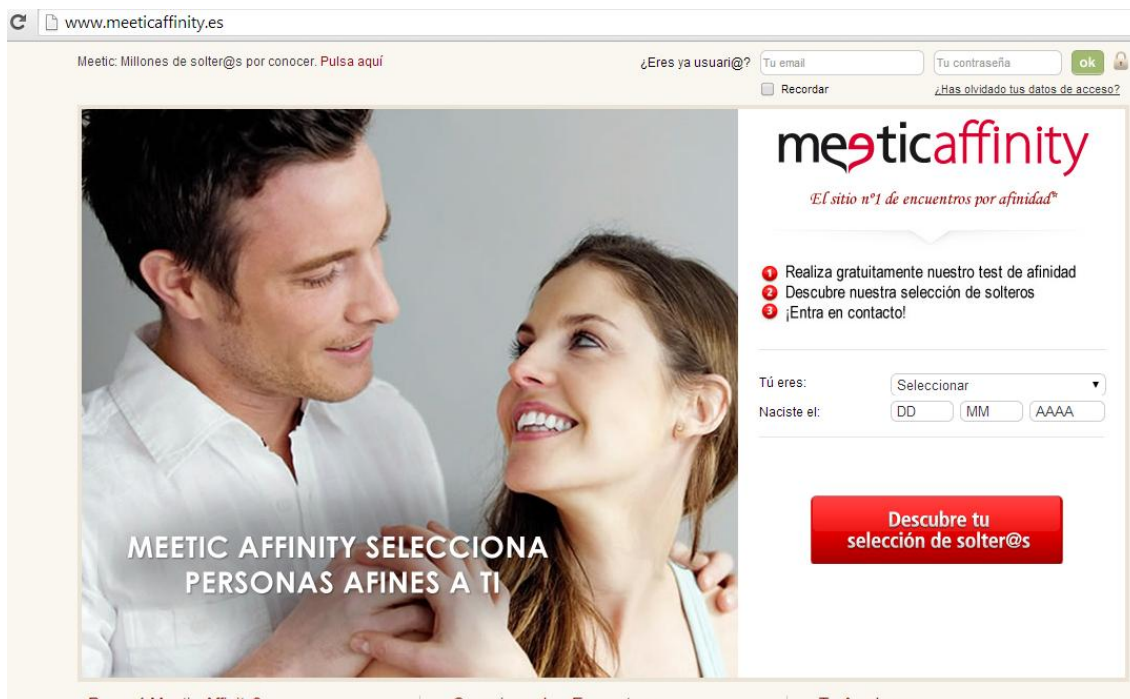 www.meeticaffinity.es
Meetic: Millones de solter@s por conocer. Pulsa aquí
¿Eres ya usuari@?
Tu email
Tu contraseña
ok
Recordar
¿Has olvidado tus datos de acceso?
meeticaffinity
El sitio nº1 de encuentros por afinidad*
1 Realiza gratuitamente nuestro test de afinidad
2 Descubre nuestra selección de solteros
3 ¡Entra en contacto!
Tú eres:
Seleccionar
Naciste el:
DD
MM
AAAA
Descubre tu
selección de solter@s
MEETIC AFFINITY SELECCIONA
PERSONAS AFINES A TI